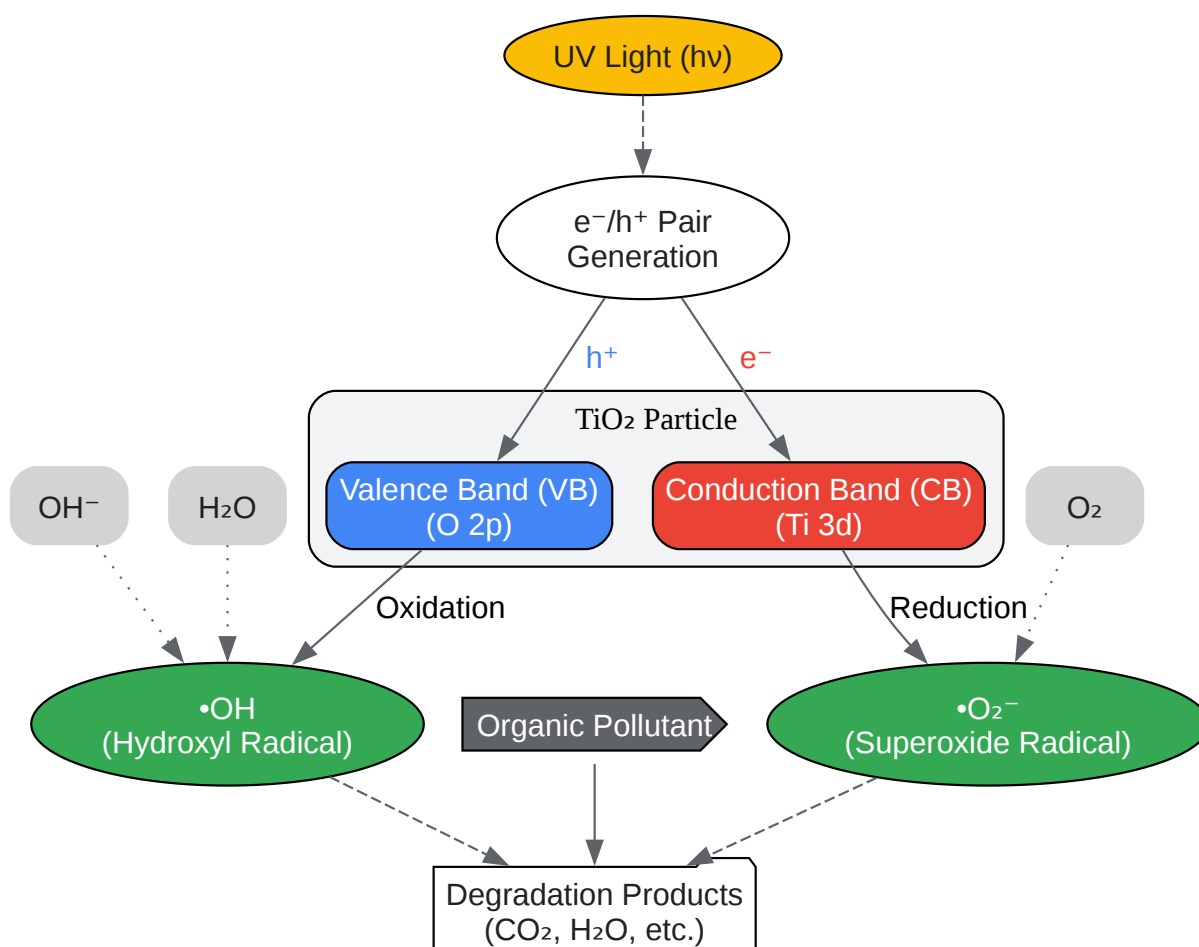 UV Light (hν)
e⁻/h⁺ Pair
Generation
h⁺
e⁻
TiO₂ Particle
Valence Band (VB)
(O 2p)
Conduction Band (CB)
(Ti 3d)
OH⁻
H₂O
O₂
Oxidation
Reduction
•OH
(Hydroxyl Radical)
Organic Pollutant
•O₂⁻
(Superoxide Radical)
Degradation Products
(CO₂, H₂O, etc.)